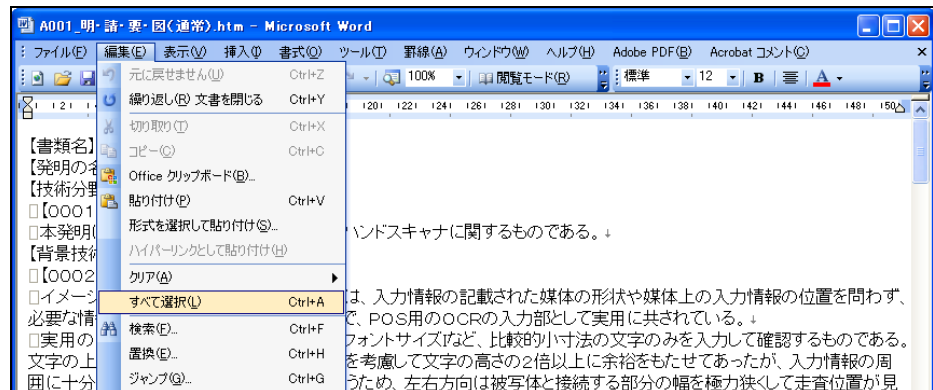 A001_明・請・要・図(通常).htm - Microsoft Word
ファイル(F) 編集(E) 表示(V) 挿入(I) 書式(O) ツール(T) 罫線(A) ウィンドウ(W) ヘルプ(H) Adobe PDF(B) Acrobat コメント(C)
100% 閲覧モード(R) 標準 12 B A
元に戻せません(U) Ctrl+Z
繰り返し(R) 文書を閉じる Ctrl+Y
切り取り(T) Ctrl+X
コピー(C) Ctrl+C
Office クリップボード(B)...
貼り付け(P) Ctrl+V
形式を選択して貼り付け(S)...
ハイパーリンクとして貼り付け(H)
クリア(A)
すべて選択(L) Ctrl+A
検索(F)... Ctrl+F
置換(E)... Ctrl+H
ジャンプ(G)... Ctrl+G
|2| |20| |22| |24| |26| |28| |30| |32| |34| |36| |38| |40| |42| |44| |46| |48| |50
【書類名】
【発明の名
【技術分野
□【0001
□本発明 ハンドスキャナに関するものである。↓
【背景技術
□【0002
□イメージ は、入力情報の記載された媒体の形状や媒体上の入力情報の位置を問わず、
必要な情 で、POS用のOCRの入力部として実用に共されている。↓
□実用の フォントサイズIなど、比較的小寸法の文字のみを入力して確認するものである。
文字の上 を考慮して文字の高さの2倍以上に余裕をもたせてあったが、入力情報の周
囲に十分 うため、左右方向は被写体と接続する部分の幅を極力狭くして走査位置が見